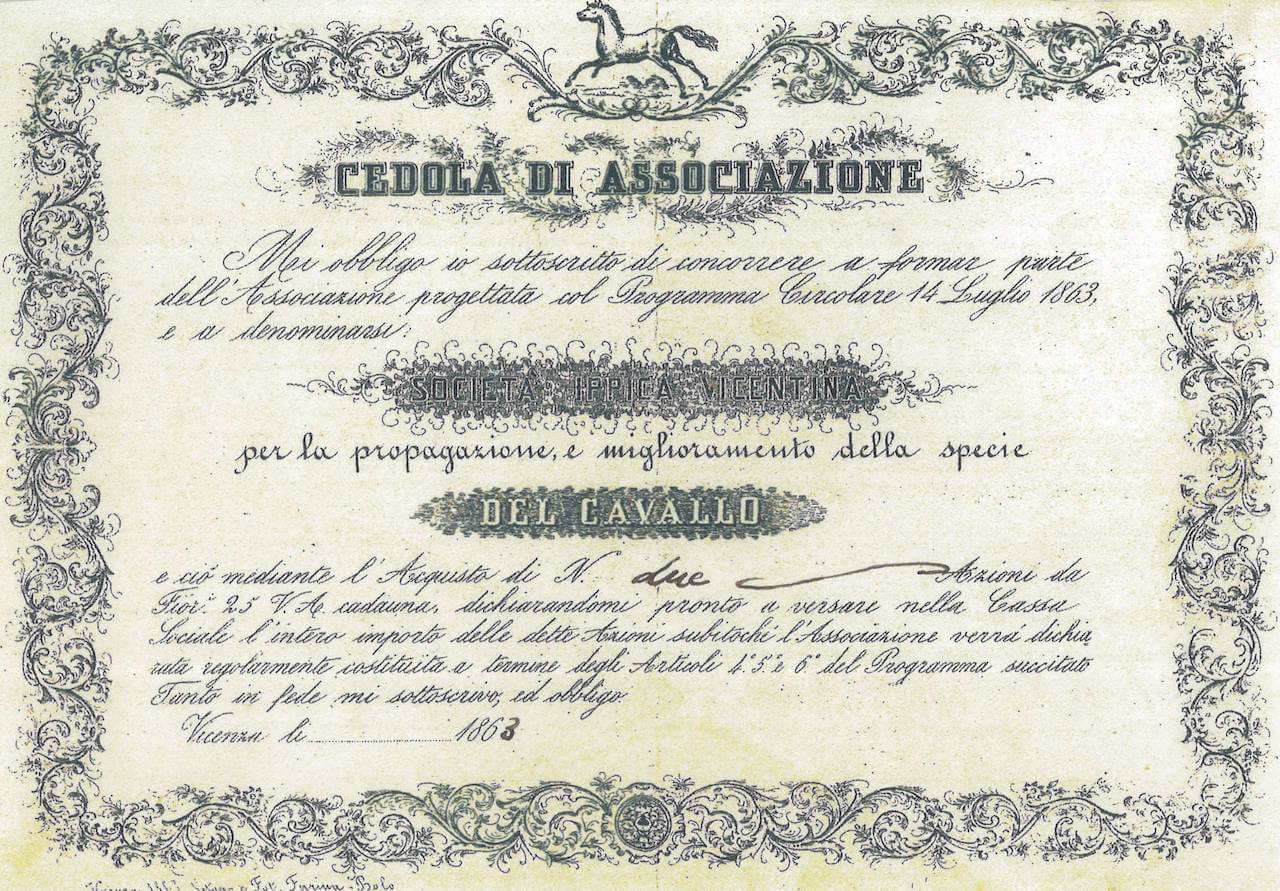 CEDOLA DI ASSOCIAZIONE
Mi obbligo io sottoscritto di concorrere a formar parte
dell'Associazione progettata col Programma Circolare 14 Luglio 1863,
e a denominarsi:
SOCIETÀ IPPICA VICENTINA
per la propagazione, e miglioramento della specie
DEL CAVALLO
e ciò mediante l'Acquisto di N. due Azioni da
Fior.ⁿⁱ 25 V.A. cadauna, dichiarandomi pronto a versare nella Cassa
Sociale l'intero importo delle dette Azioni subitochè l'Associazione verrà dichia
rata regolarmente costituita a termine degli Articoli 4° 5° e 6° del Programma succitato
Tanto in fede mi sottoscrivo, ed obbligo.
Vicenza li 1863
Farina